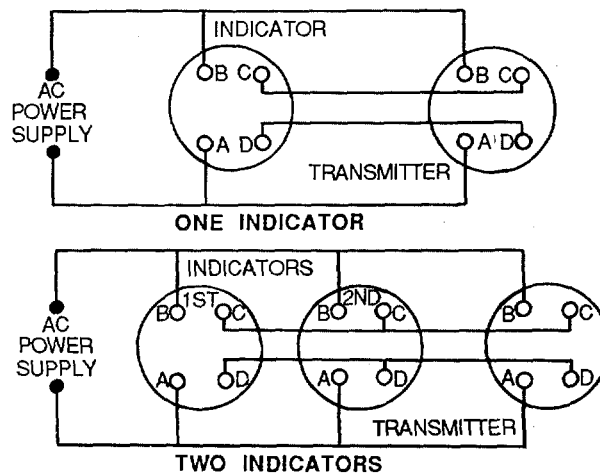 INDICATOR
B C B C
AC
POWER
SUPPLY
A D A D
TRANSMITTER
ONE INDICATOR
INDICATORS
1ST 2ND
B C B C B C
AC
POWER
SUPPLY
A D A D A D
TRANSMITTER
TWO INDICATORS